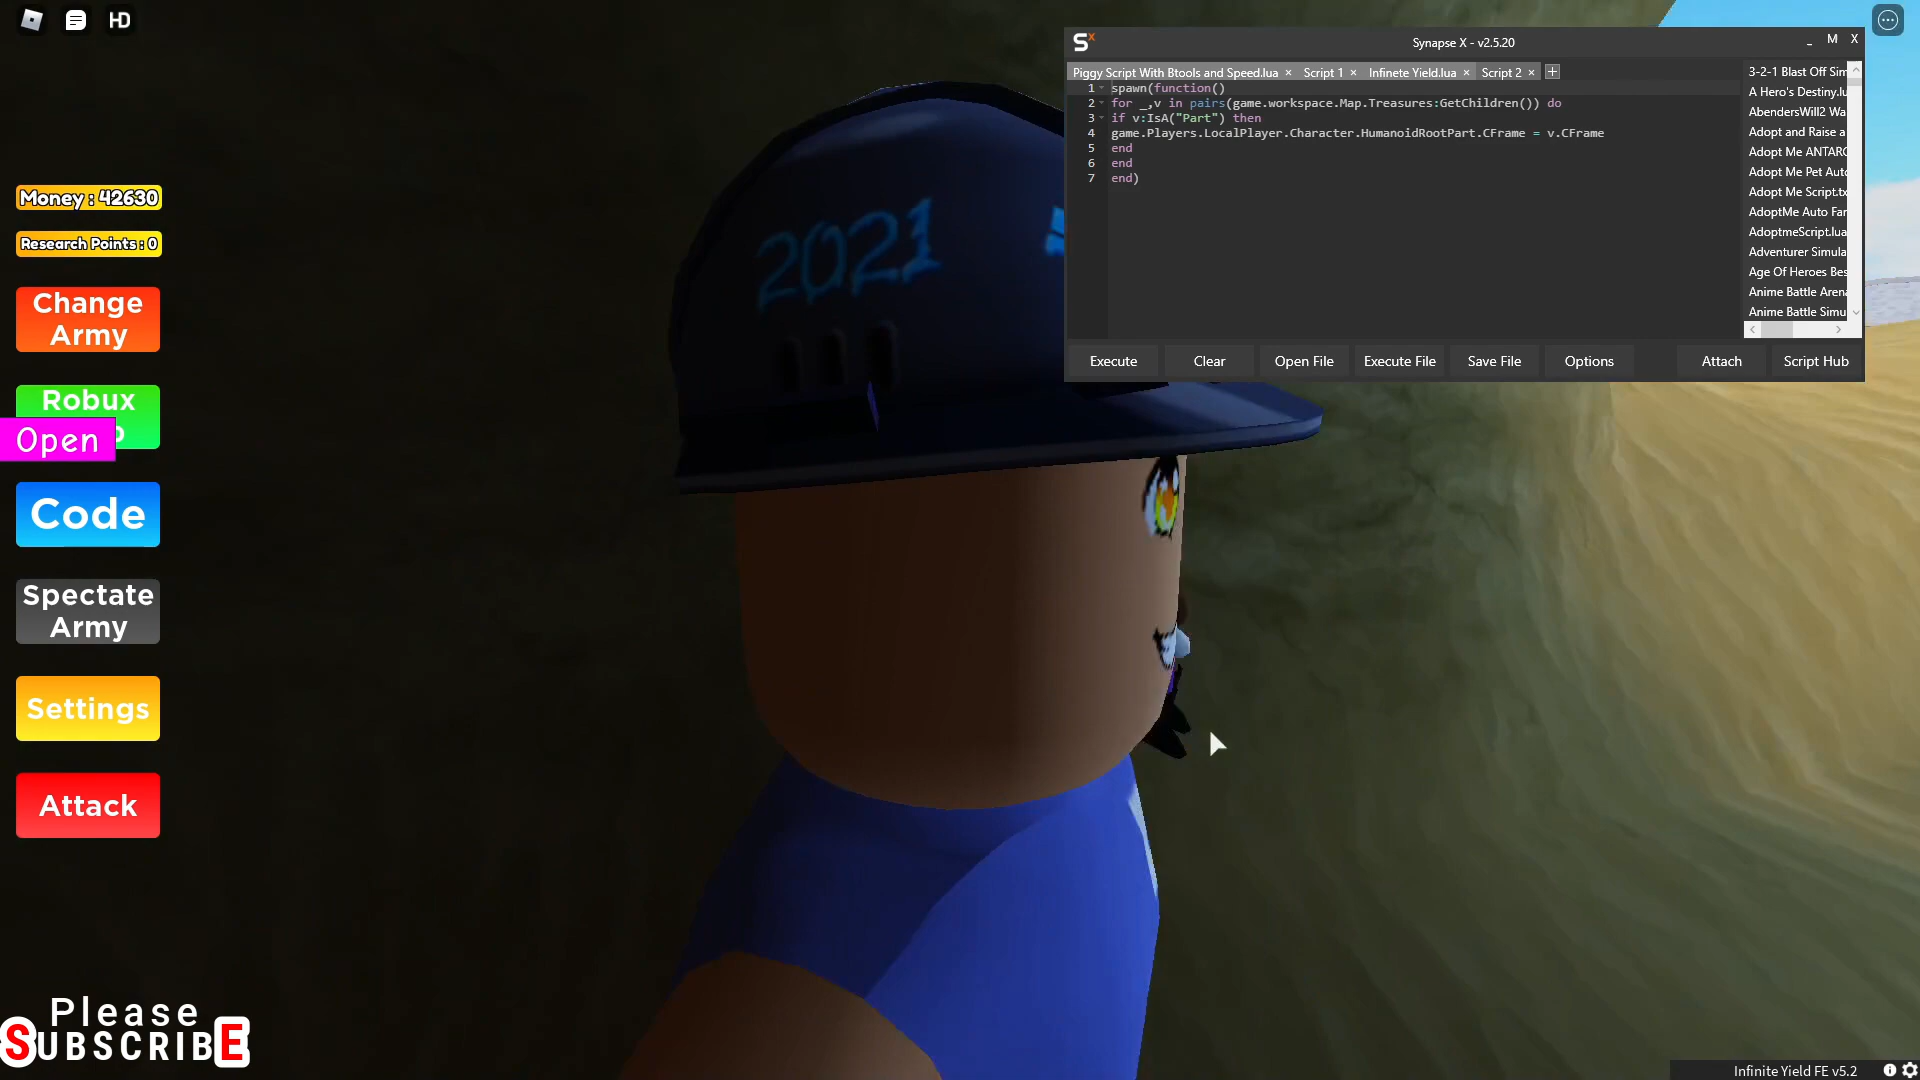 HD
Money : 42630
Research Points : 0
Change
Army
Robux
Open
Code
Spectate
Army
Settings
Attack
Please
SUBSCRIBE
2021
Synapse X - v2.5.20
_ M X
Piggy Script With Btools and Speed.lua × Script 1 × Infinete Yield.lua × Script 2 ×
1 spawn(function()
2 for _,v in pairs(game.workspace.Map.Treasures:GetChildren()) do
3 if v:IsA("Part") then
4 game.Players.LocalPlayer.Character.HumanoidRootPart.CFrame = v.CFrame
5 end
6 end
7 end)
3-2-1 Blast Off Sim
A Hero's Destiny.lu
AbendersWill2 Wa
Adopt and Raise a
Adopt Me ANTARC
Adopt Me Pet Auto
Adopt Me Script.tx
AdoptMe Auto Far
AdoptmeScript.lua
Adventurer Simula
Age Of Heroes Bes
Anime Battle Arena
Anime Battle Simu
Execute Clear Open File Execute File Save File Options Attach Script Hub
Infinite Yield FE v5.2